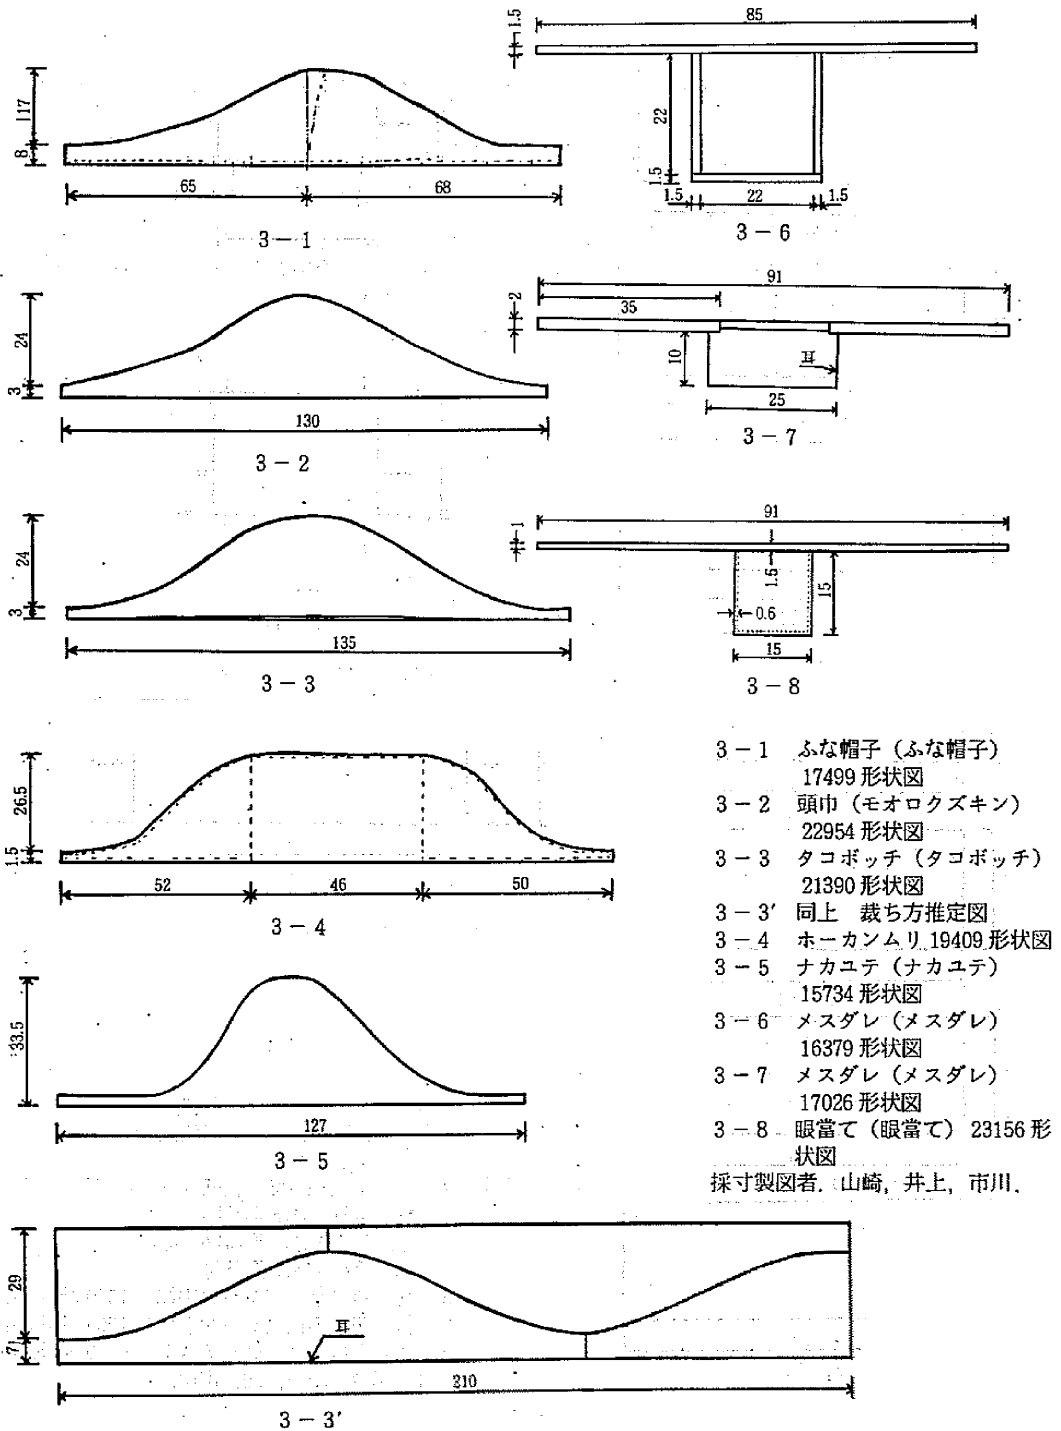 17
8
65
68
3－1
1.5
85
22
1.5
1.5
22
1.5
3－6
24
3
130
3－2
91
2
35
10
耳
25
3－7
24
3
135
3－3
91
1
1.5
15
0.6
15
3－8
26.5
1.5
52
46
50
3－4
33.5
127
3－5
3－1 ふな帽子（ふな帽子）
17499 形状図
3－2 頭巾（モオロクズキン）
22954 形状図
3－3 タコボッチ（タコボッチ）
21390 形状図
3－3′ 同上 裁ち方推定図
3－4 ホーカンムリ 19409 形状図
3－5 ナカユテ（ナカユテ）
15734 形状図
3－6 メスダレ（メスダレ）
16379 形状図
3－7 メスダレ（メスダレ）
17026 形状図
3－8 眼當て（眼當て） 23156 形
状図
採寸製図者．山崎，井上，市川．
29
7
耳
210
3－3′